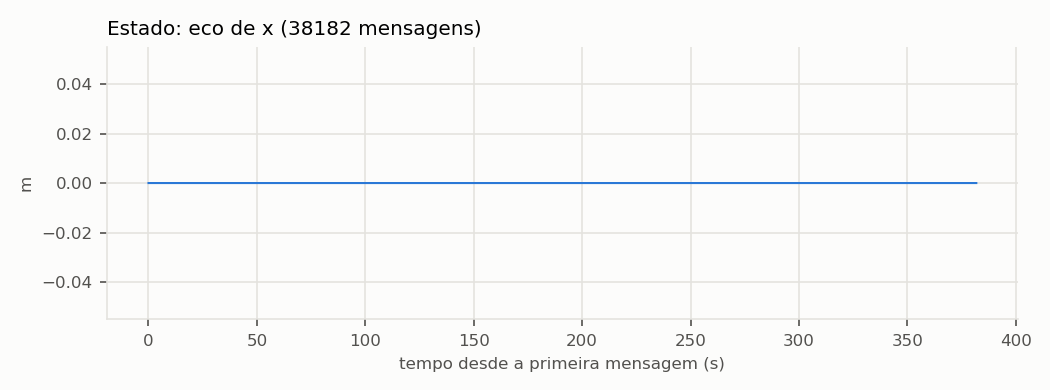 Estado: eco de x (38182 mensagens)
0.04
0.02
0.00
−0.02
−0.04
m
0 50 100 150 200 250 300 350 400
tempo desde a primeira mensagem (s)